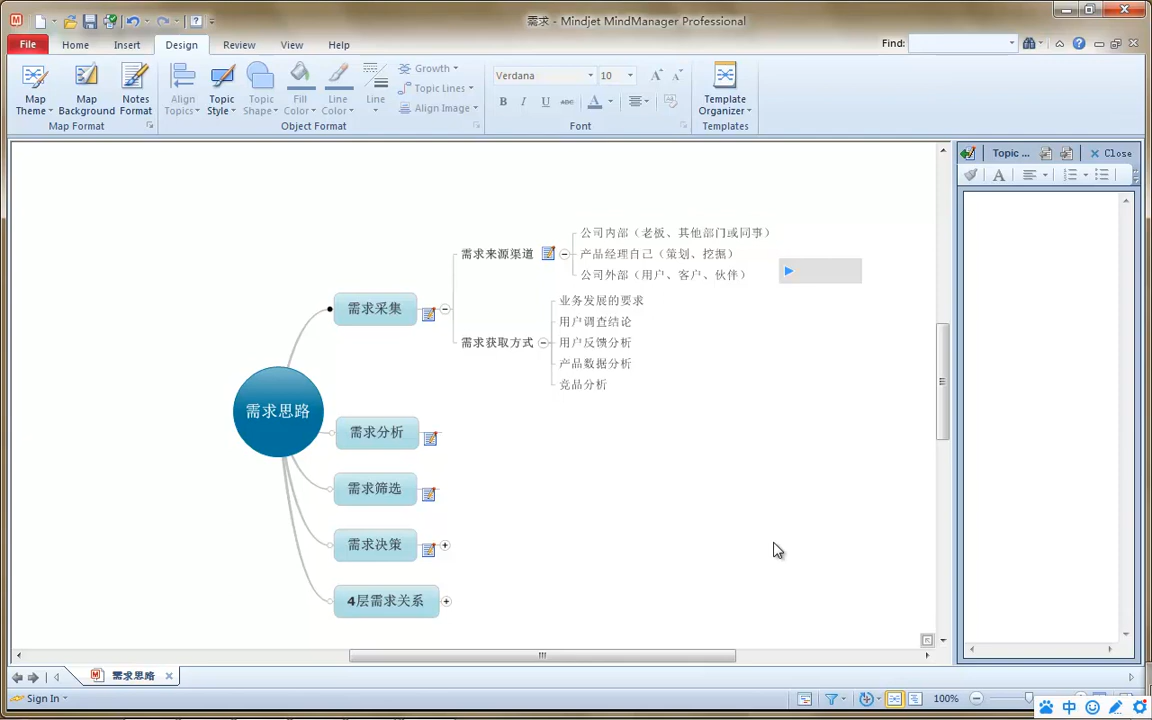 需求 - Mindjet MindManager Professional
File Home Insert Design Review View Help Find:
Map Theme Map Background Notes Format
Map Format
Align Topics Topic Style Topic Shape Fill Color Line Color Line
Growth
Topic Lines
Align Image
Object Format
Verdana 10
B I U abc A
Font
Template Organizer
Templates
Topic ... Close
A
公司内部（老板、其他部门或同事）
需求来源渠道
产品经理自己（策划、挖掘）
公司外部（用户、客户、伙伴）
需求采集
业务发展的要求
用户调查结论
需求获取方式
用户反馈分析
产品数据分析
竞品分析
需求思路
需求分析
需求筛选
需求决策
4层需求关系
需求思路
Sign In
100%
中